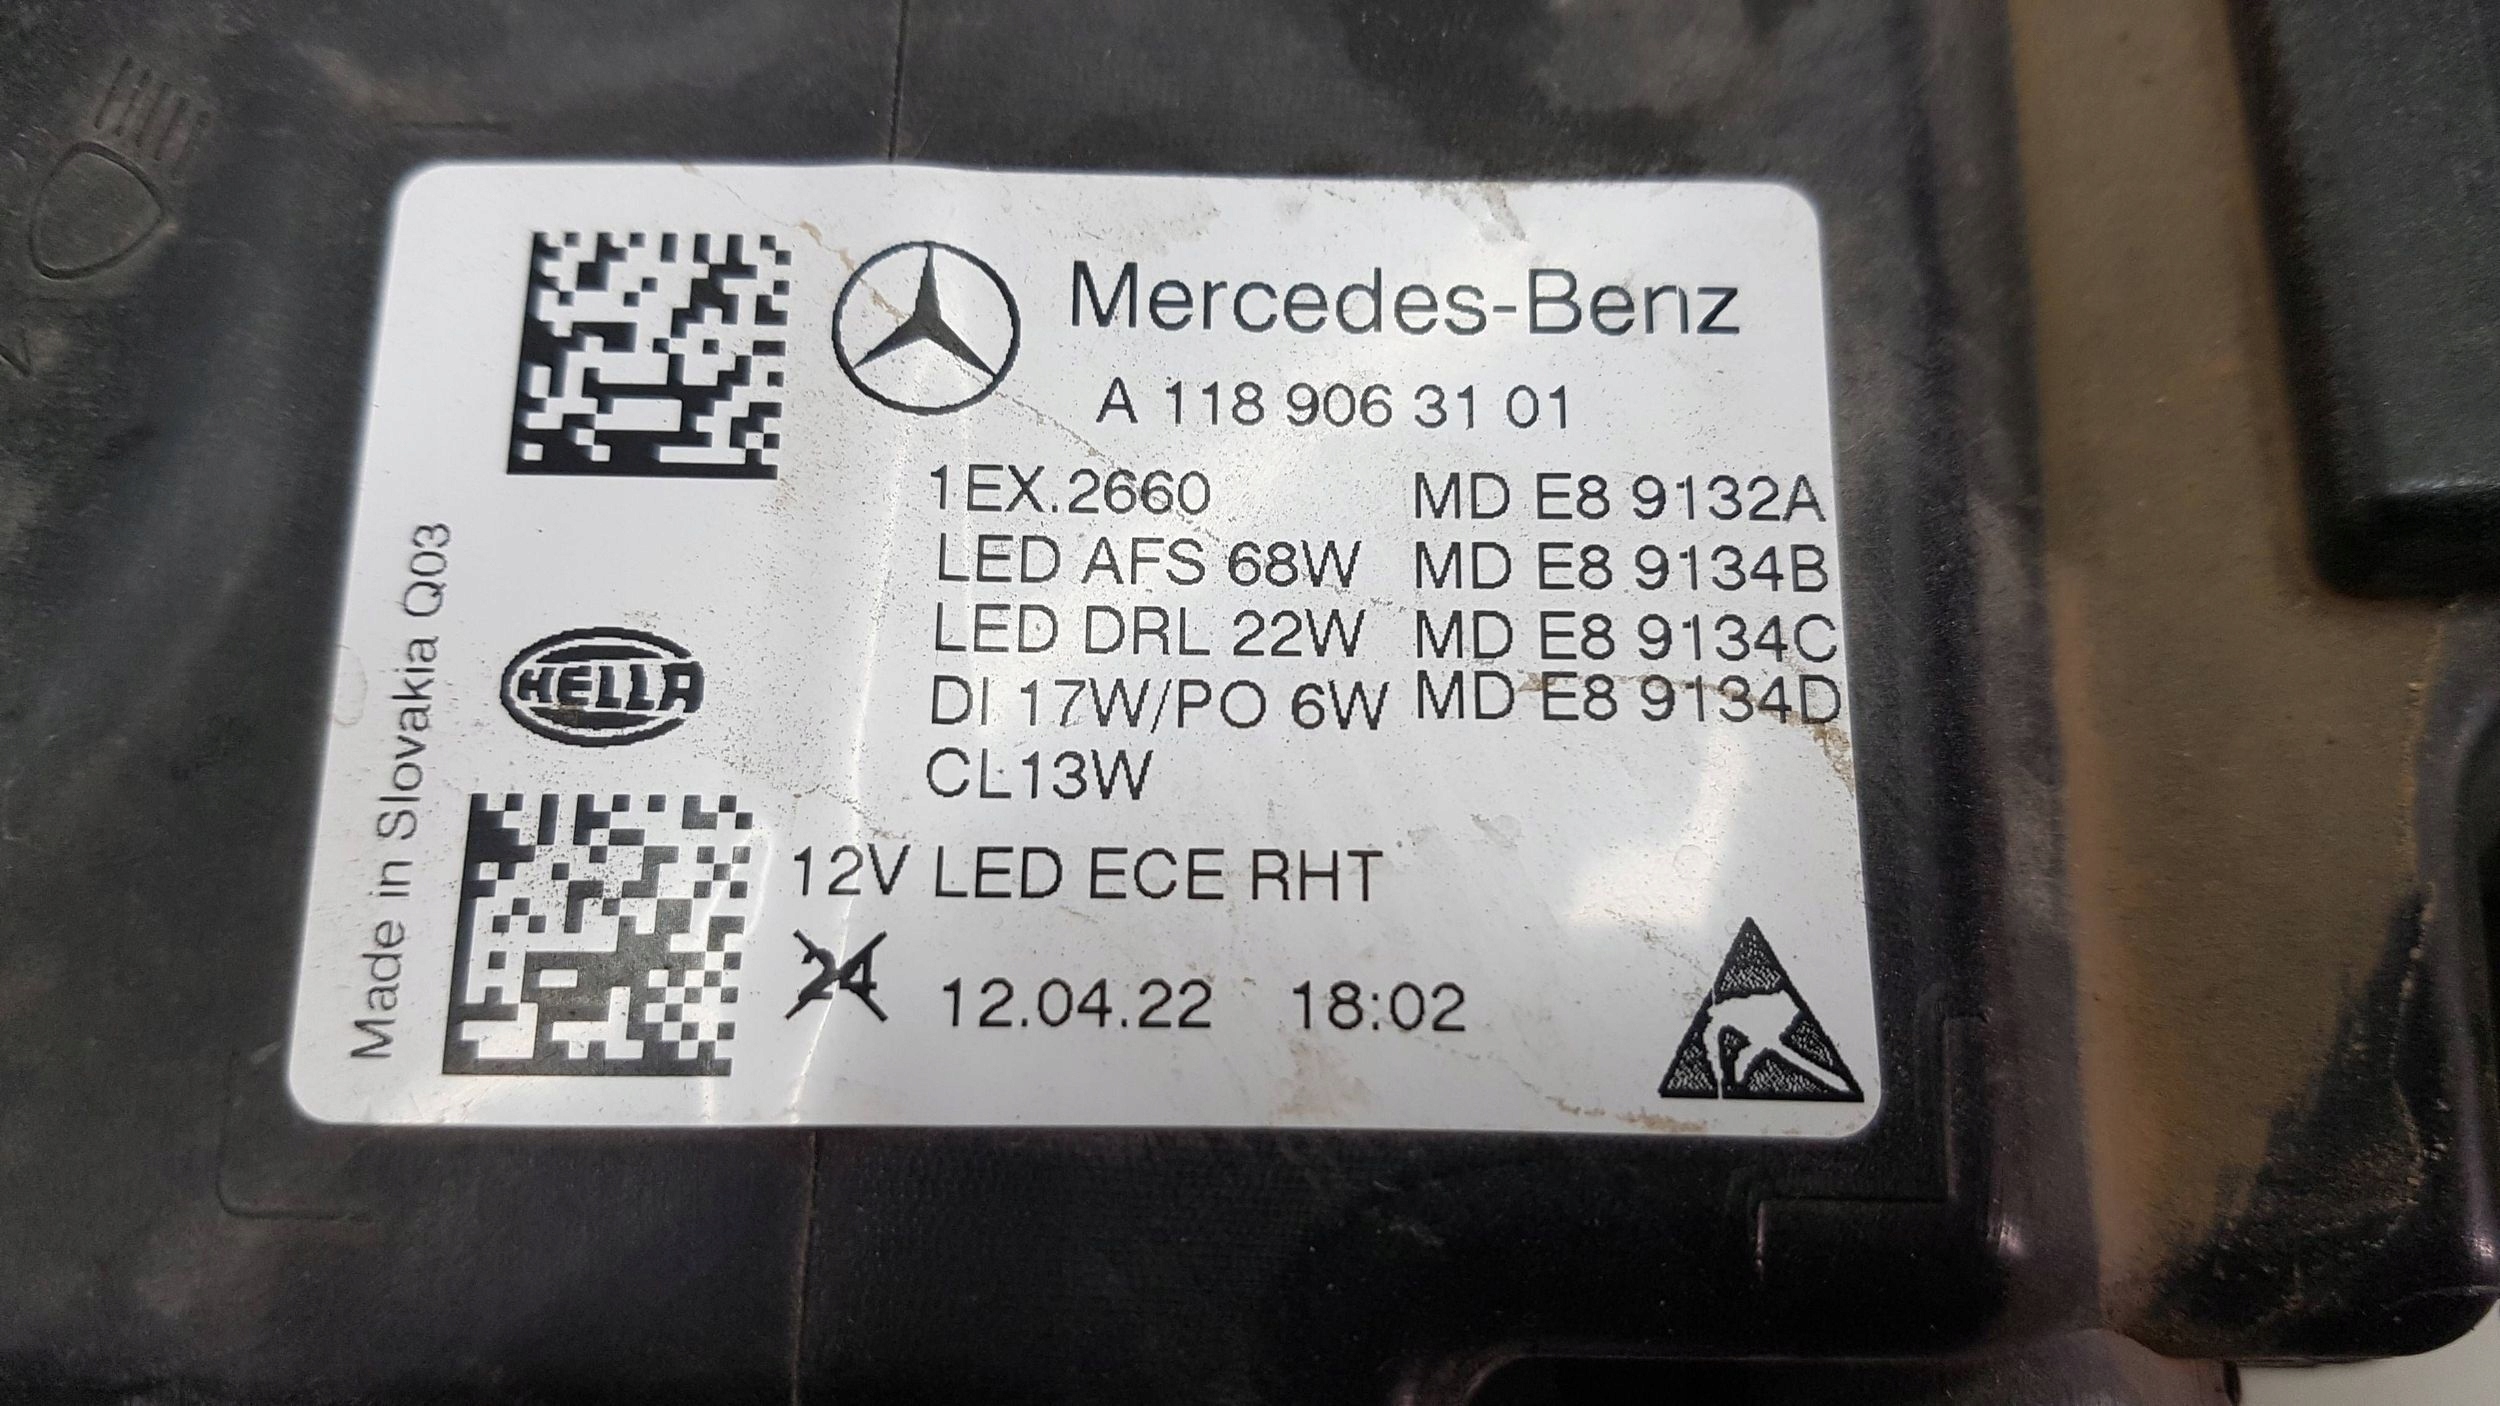 Mercedes-Benz
A 118 906 31 01
1EX.2660 MD E8 9132A
LED AFS 68W MD E8 9134B
LED DRL 22W MD E8 9134C
DI 17W/PO 6W MD E8 9134D
CL13W
HELLA
Made in Slovakia Q03
12V LED ECE RHT
24 12.04.22 18:02